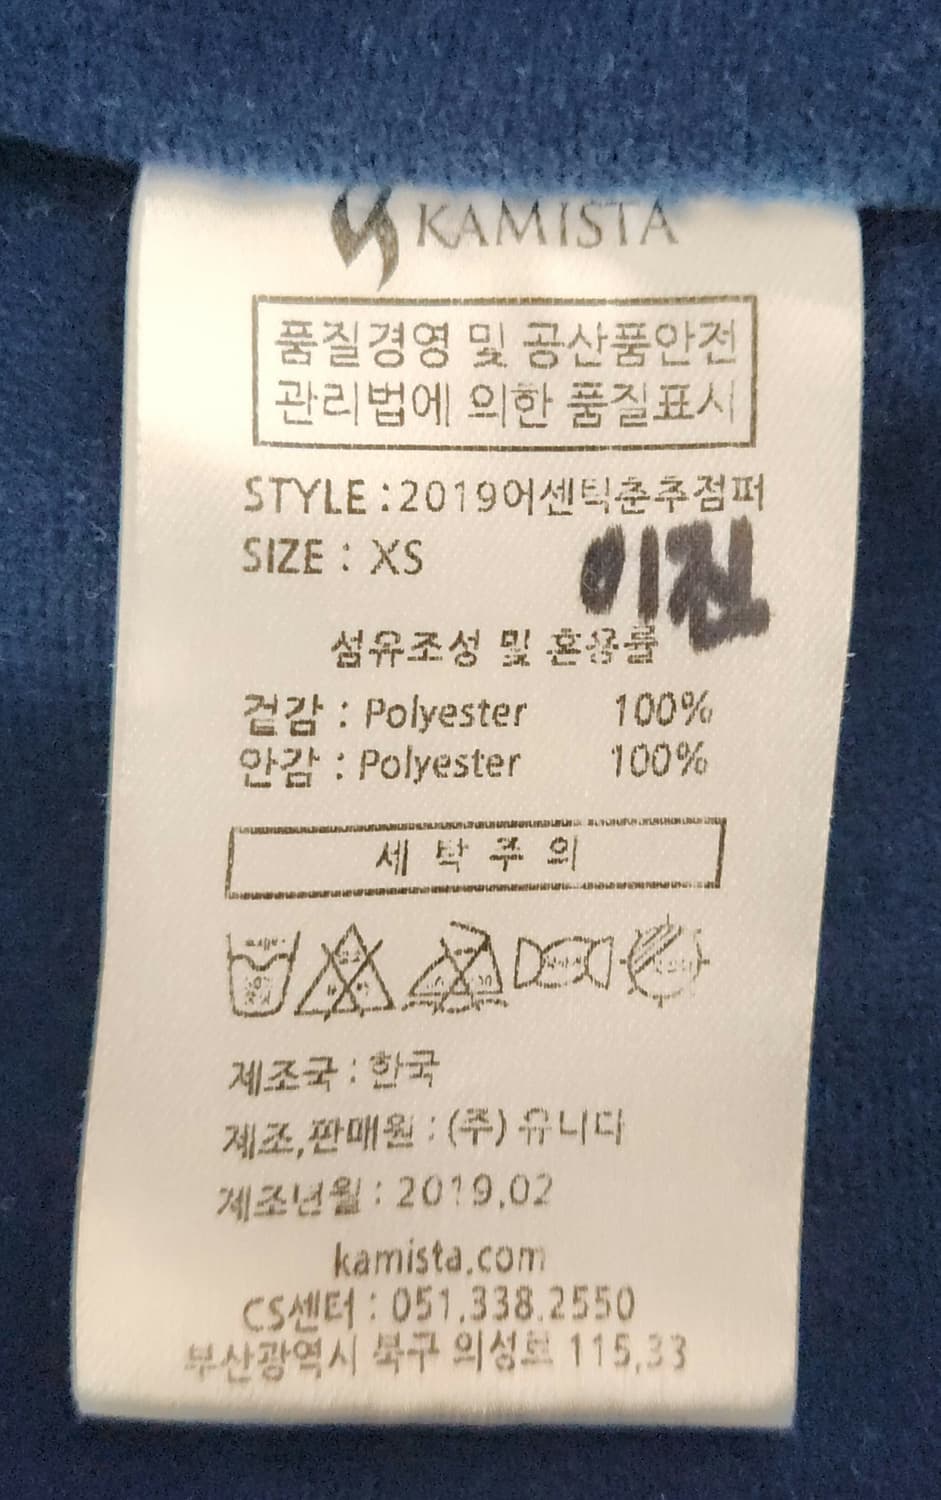 KAMISTA
품질경영 및 공산품안전
관리법에 의한 품질표시
STYLE : 2019어센틱춘추점퍼
SIZE : XS
이진
섬유조성 및 혼용률
겉감 : Polyester 100%
안감 : Polyester 100%
세 탁 주 의
제조국 : 한국
제조,판매원 : (주) 유니다
제조년월 : 2019.02
kamista.com
CS센터 : 051.338.2550
부산광역시 북구 의성로 115,33